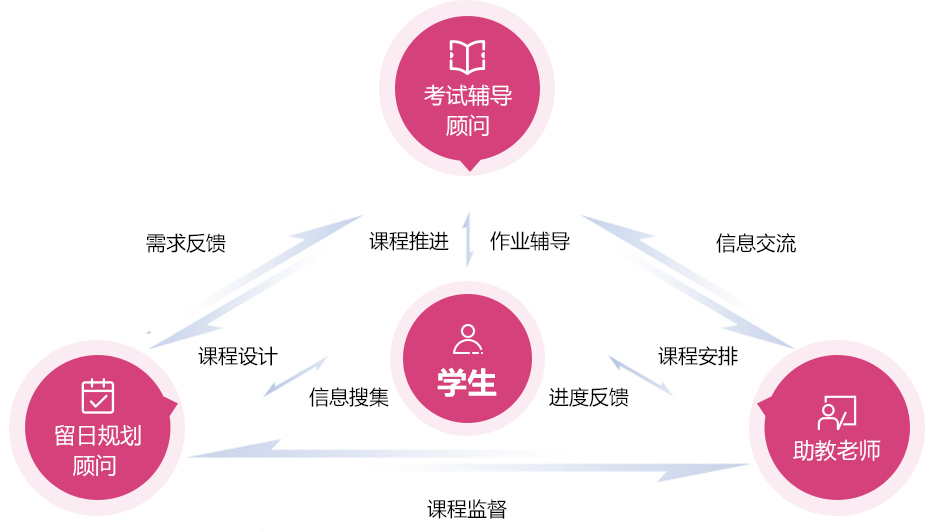 考试辅导
顾问
需求反馈
课程推进
作业辅导
信息交流
课程设计
课程安排
学生
信息搜集
进度反馈
留日规划
顾问
助教老师
课程监督